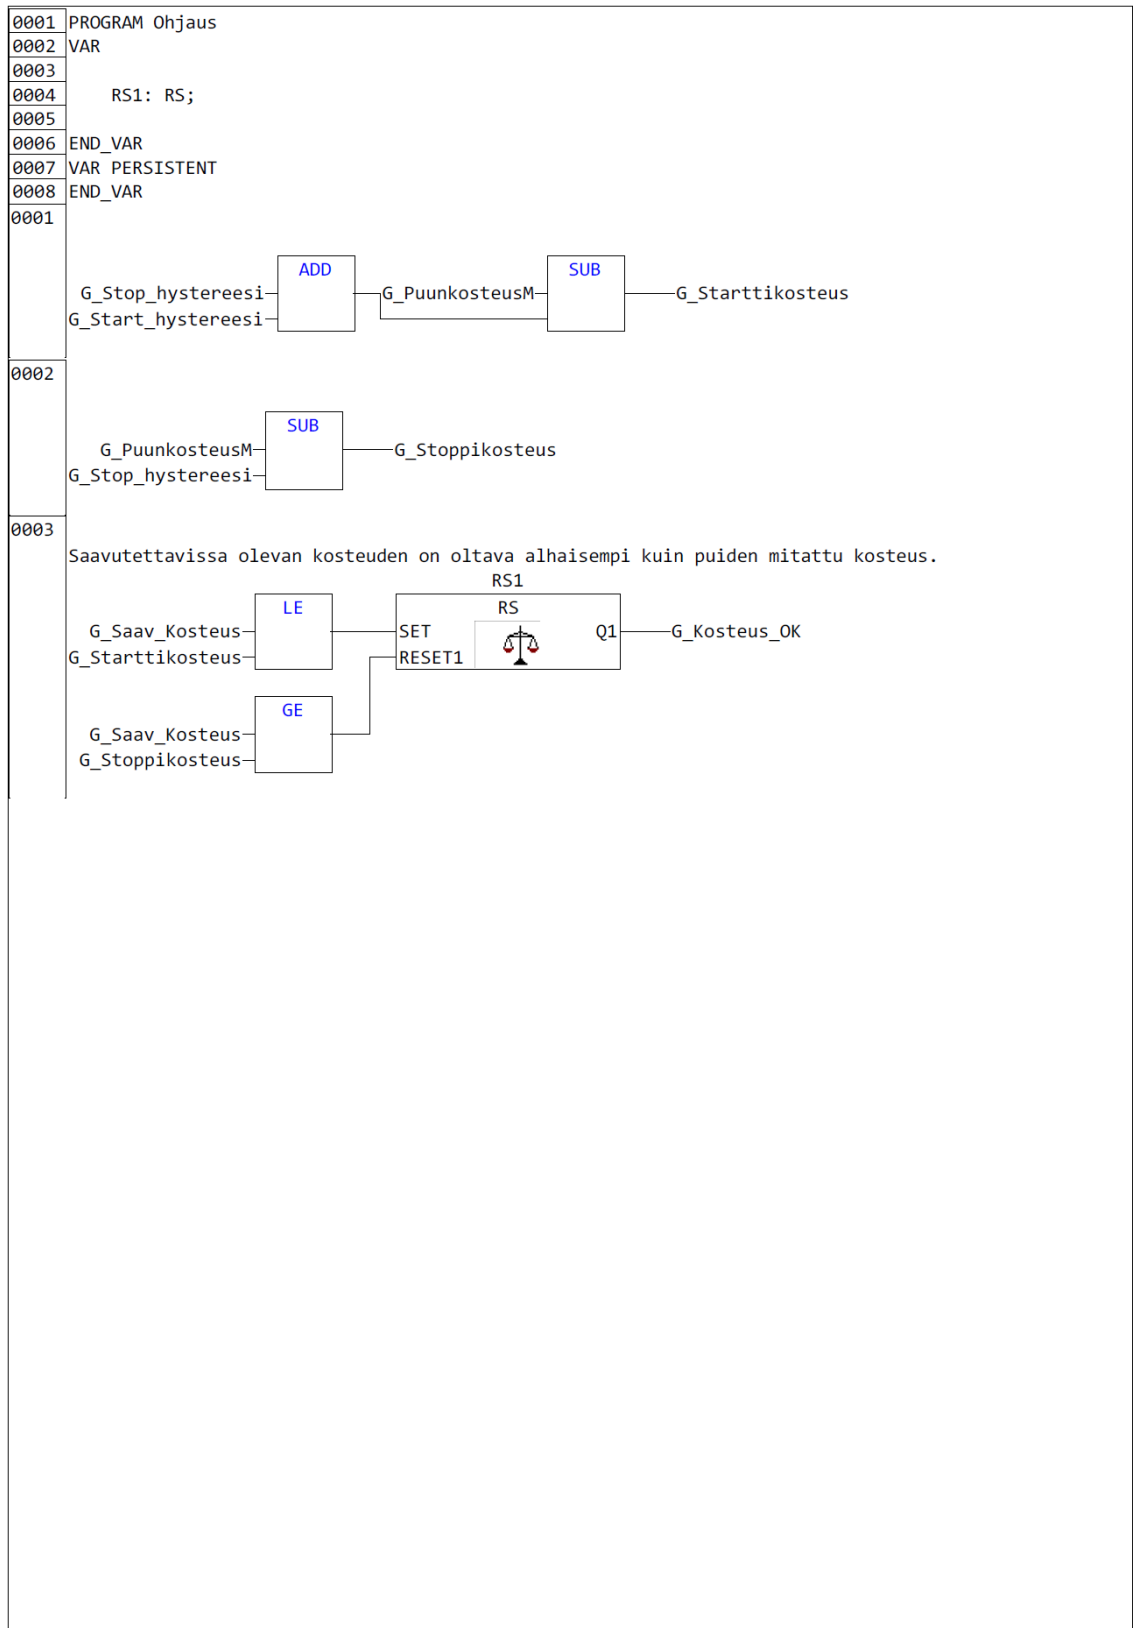 0001 PROGRAM Ohjaus
0002 VAR
0003
0004 RS1: RS;
0005
0006 END_VAR
0007 VAR PERSISTENT
0008 END_VAR
0001
ADD SUB
G_Stop_hystereesi G_PuunkosteusM G_Starttikosteus
G_Start_hystereesi
0002
SUB
G_PuunkosteusM G_Stoppikosteus
G_Stop_hystereesi
0003
Saavutettavissa olevan kosteuden on oltava alhaisempi kuin puiden mitattu kosteus.
RS1
LE RS
G_Saav_Kosteus SET Q1 G_Kosteus_OK
G_Starttikosteus RESET1
GE
G_Saav_Kosteus
G_Stoppikosteus